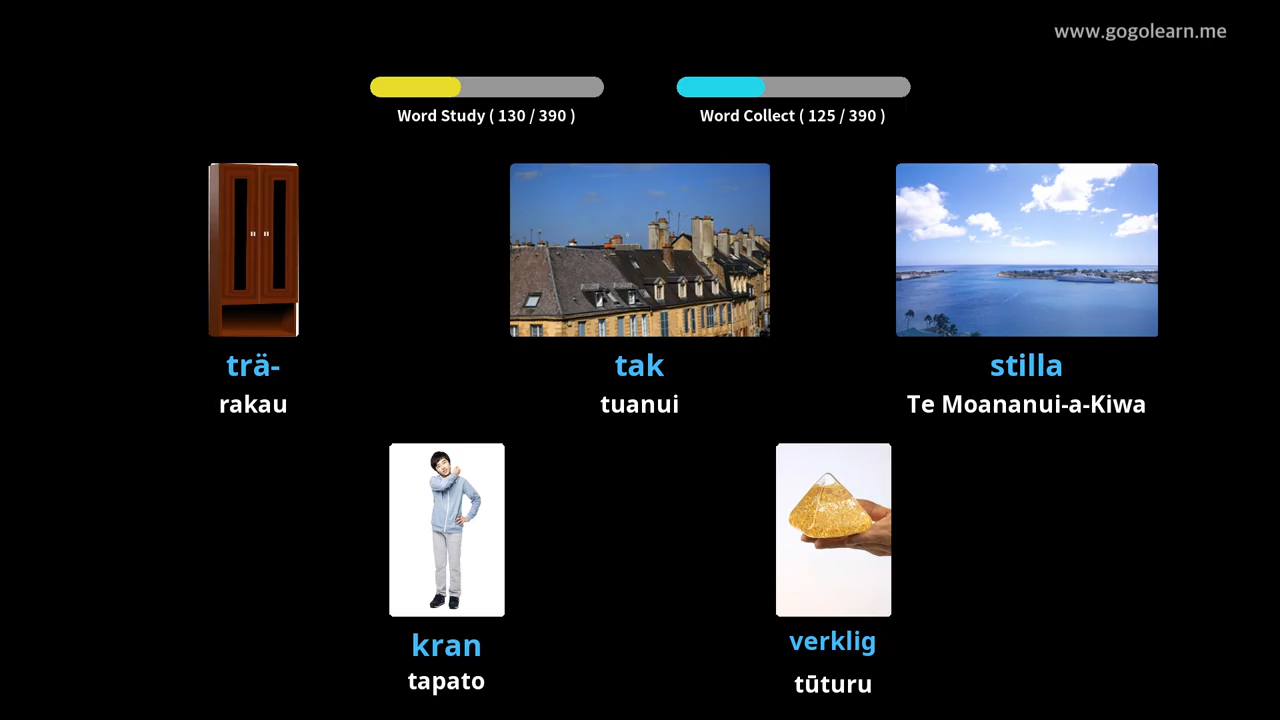 www.gogolearn.me
Word Study ( 130 / 390 )
Word Collect ( 125 / 390 )
trä-
rakau
tak
tuanui
stilla
Te Moananui-a-Kiwa
kran
tapato
verklig
tūturu